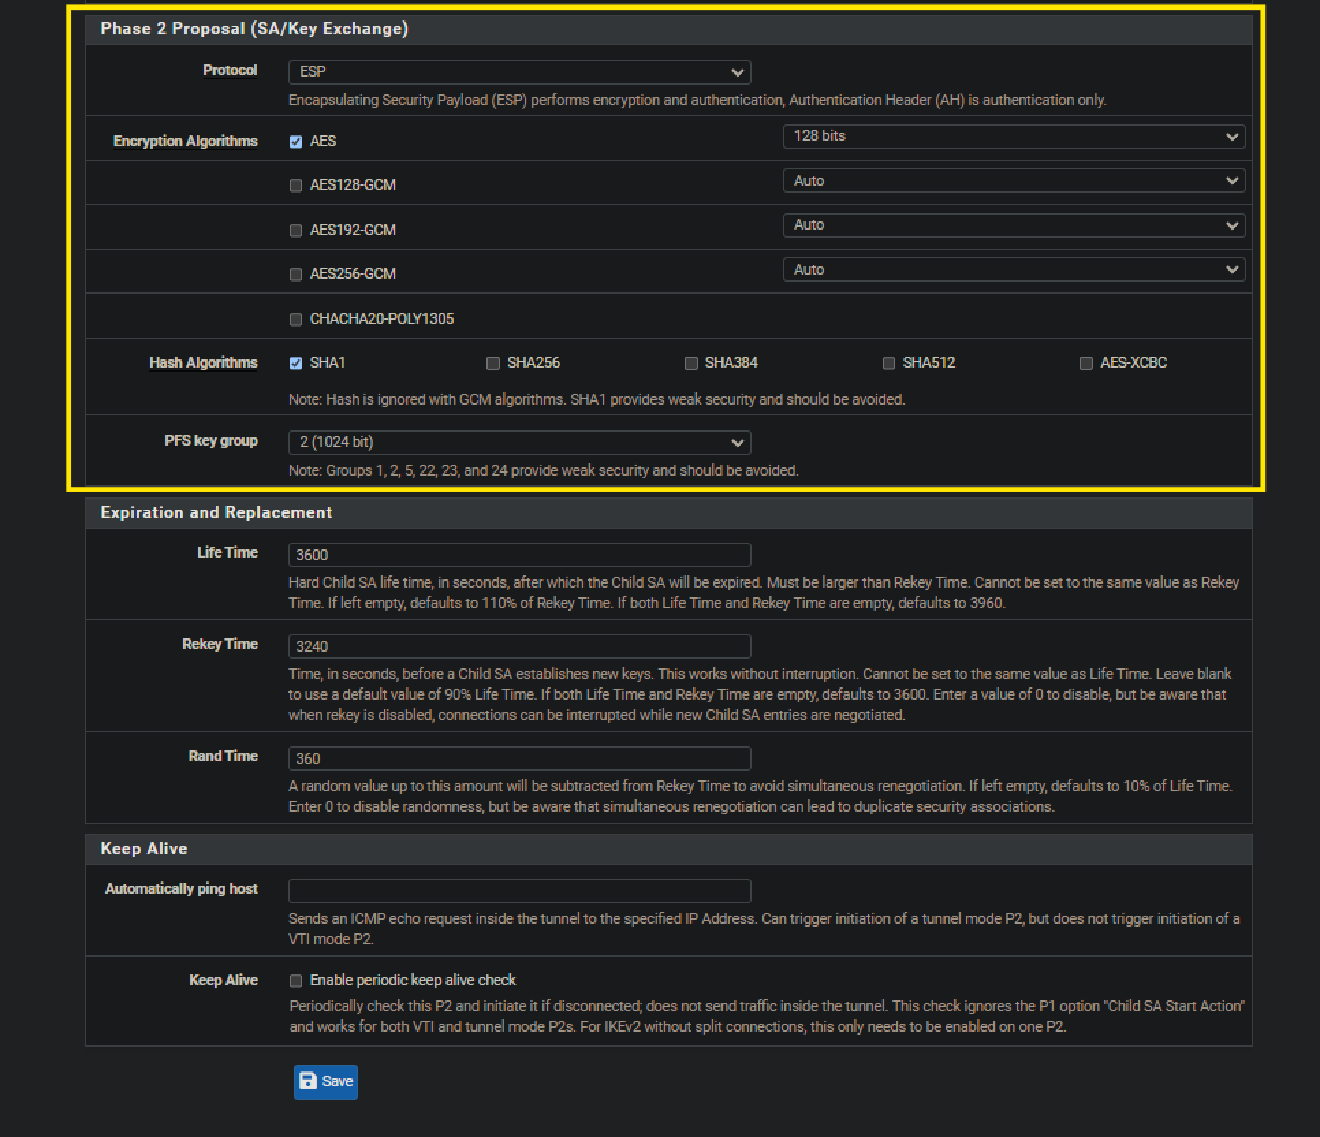 Phase 2 Proposal (SA/Key Exchange)
Protocol
ESP
Encapsulating Security Payload (ESP) performs encryption and authentication, Authentication Header (AH) is authentication only.
Encryption Algorithms
AES
128 bits
AES128-GCM
Auto
AES192-GCM
Auto
AES256-GCM
Auto
CHACHA20-POLY1305
Hash Algorithms
SHA1
SHA256
SHA384
SHA512
AES-XCBC
Note: Hash is ignored with GCM algorithms. SHA1 provides weak security and should be avoided.
PFS key group
2 (1024 bit)
Note: Groups 1, 2, 5, 22, 23, and 24 provide weak security and should be avoided.
Expiration and Replacement
Life Time
3600
Hard Child SA life time, in seconds, after which the Child SA will be expired. Must be larger than Rekey Time. Cannot be set to the same value as Rekey
Time. If left empty, defaults to 110% of Rekey Time. If both Life Time and Rekey Time are empty, defaults to 3960.
Rekey Time
3240
Time, in seconds, before a Child SA establishes new keys. This works without interruption. Cannot be set to the same value as Life Time. Leave blank
to use a default value of 90% Life Time. If both Life Time and Rekey Time are empty, defaults to 3600. Enter a value of 0 to disable, but be aware that
when rekey is disabled, connections can be interrupted while new Child SA entries are negotiated.
Rand Time
360
A random value up to this amount will be subtracted from Rekey Time to avoid simultaneous renegotiation. If left empty, defaults to 10% of Life Time.
Enter 0 to disable randomness, but be aware that simultaneous renegotiation can lead to duplicate security associations.
Keep Alive
Automatically ping host
Sends an ICMP echo request inside the tunnel to the specified IP Address. Can trigger initiation of a tunnel mode P2, but does not trigger initiation of a
VTI mode P2.
Keep Alive
Enable periodic keep alive check
Periodically check this P2 and initiate it if disconnected; does not send traffic inside the tunnel. This check ignores the P1 option "Child SA Start Action"
and works for both VTI and tunnel mode P2s. For IKEv2 without split connections, this only needs to be enabled on one P2.
Save